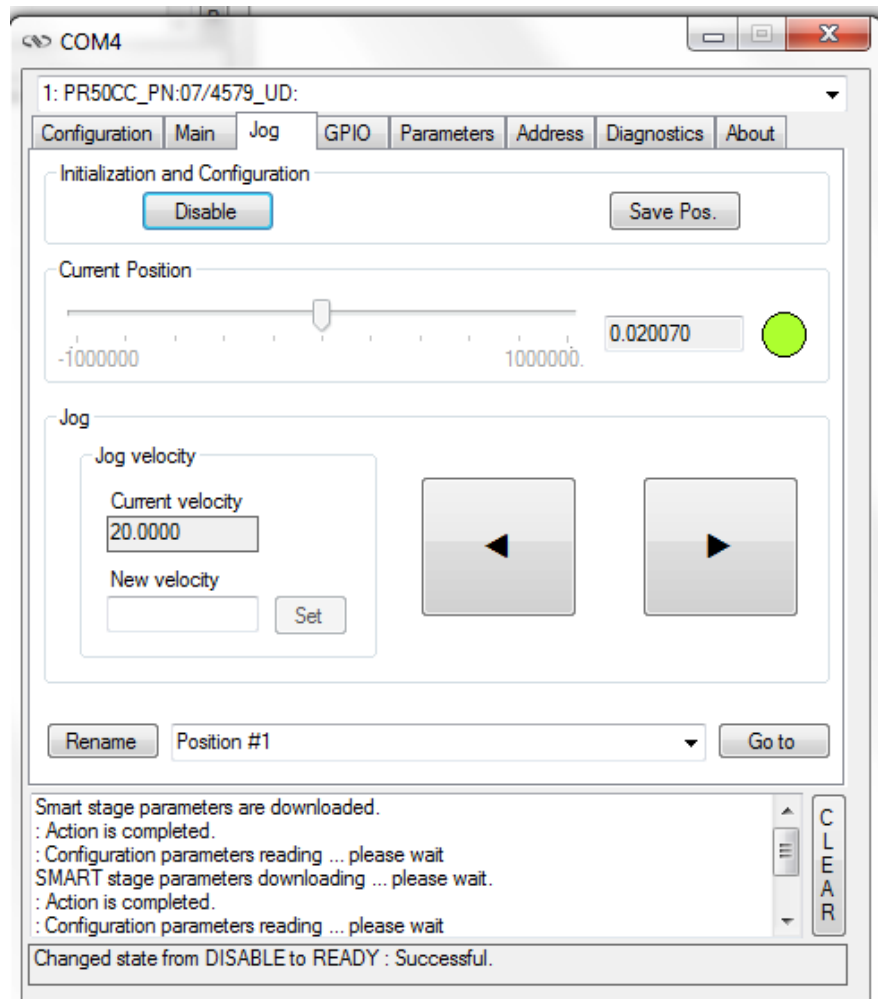 COM4
1: PR50CC_PN:07/4579_UD:
Configuration Main Jog GPIO Parameters Address Diagnostics About
Initialization and Configuration
Disable Save Pos.
Current Position
0.020070
-1000000 1000000.
Jog
Jog velocity
Current velocity
20.0000
New velocity
Set
Rename Position #1 Go to
Smart stage parameters are downloaded.
: Action is completed.
: Configuration parameters reading ... please wait
SMART stage parameters downloading ... please wait.
: Action is completed.
: Configuration parameters reading ... please wait
CLEAR
Changed state from DISABLE to READY : Successful.